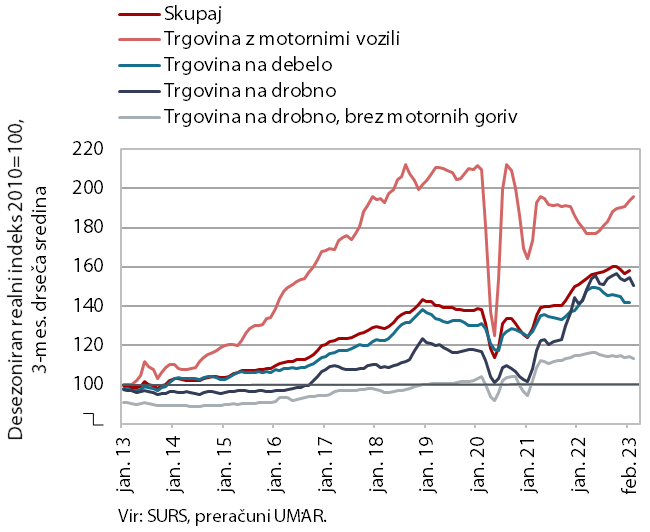 Skupaj
Trgovina z motornimi vozili
Trgovina na debelo
Trgovina na drobno
Trgovina na drobno, brez motornih goriv
Desezoniran realni indeks 2010=100,
3-mes. drseča sredina
220
200
180
160
140
120
100
jan. 13
jan. 14
jan. 15
jan. 16
jan. 17
jan. 18
jan. 19
jan. 20
jan. 21
jan. 22
feb. 23
Vir: SURS, preračuni UMAR.